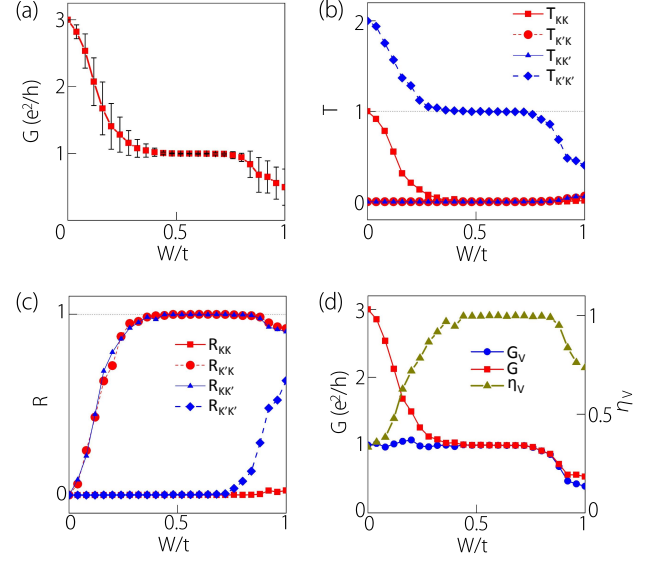 (a)
3
2
1
G (e²/h)
0
0.5
1
W/t
(b)
2
1
0
T
T_KK
T_K'K
T_KK'
T_K'K'
0
0.5
1
W/t
(c)
1
0
R
R_KK
R_K'K
R_KK'
R_K'K'
0
0.5
1
W/t
(d)
3
2
1
0
G (e²/h)
G_V
G
η_V
1
0.5
0
η_V
0
0.5
1
W/t